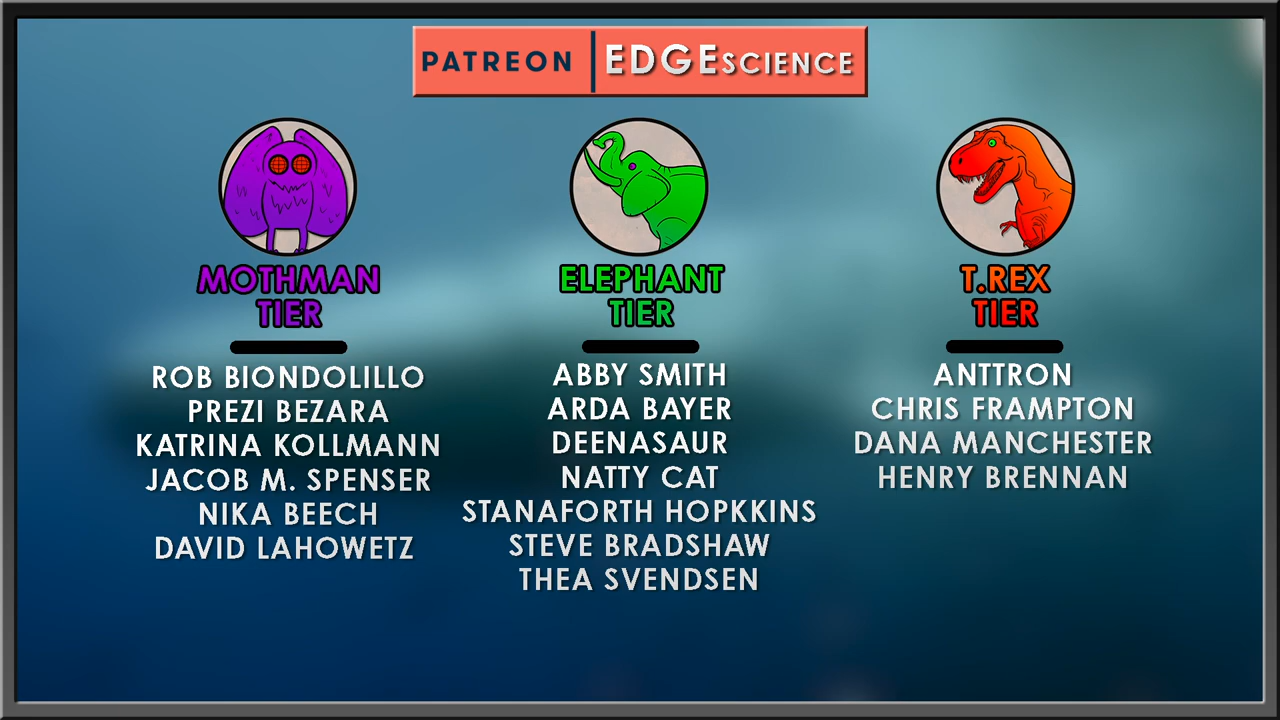 PATREON EDGESCIENCE
MOTHMAN
TIER
ROB BIONDOLILLO
PREZI BEZARA
KATRINA KOLLMANN
JACOB M. SPENSER
NIKA BEECH
DAVID LAHOWETZ
ELEPHANT
TIER
ABBY SMITH
ARDA BAYER
DEENASAUR
NATTY CAT
STANAFORTH HOPKKINS
STEVE BRADSHAW
THEA SVENDSEN
T.REX
TIER
ANTTRON
CHRIS FRAMPTON
DANA MANCHESTER
HENRY BRENNAN